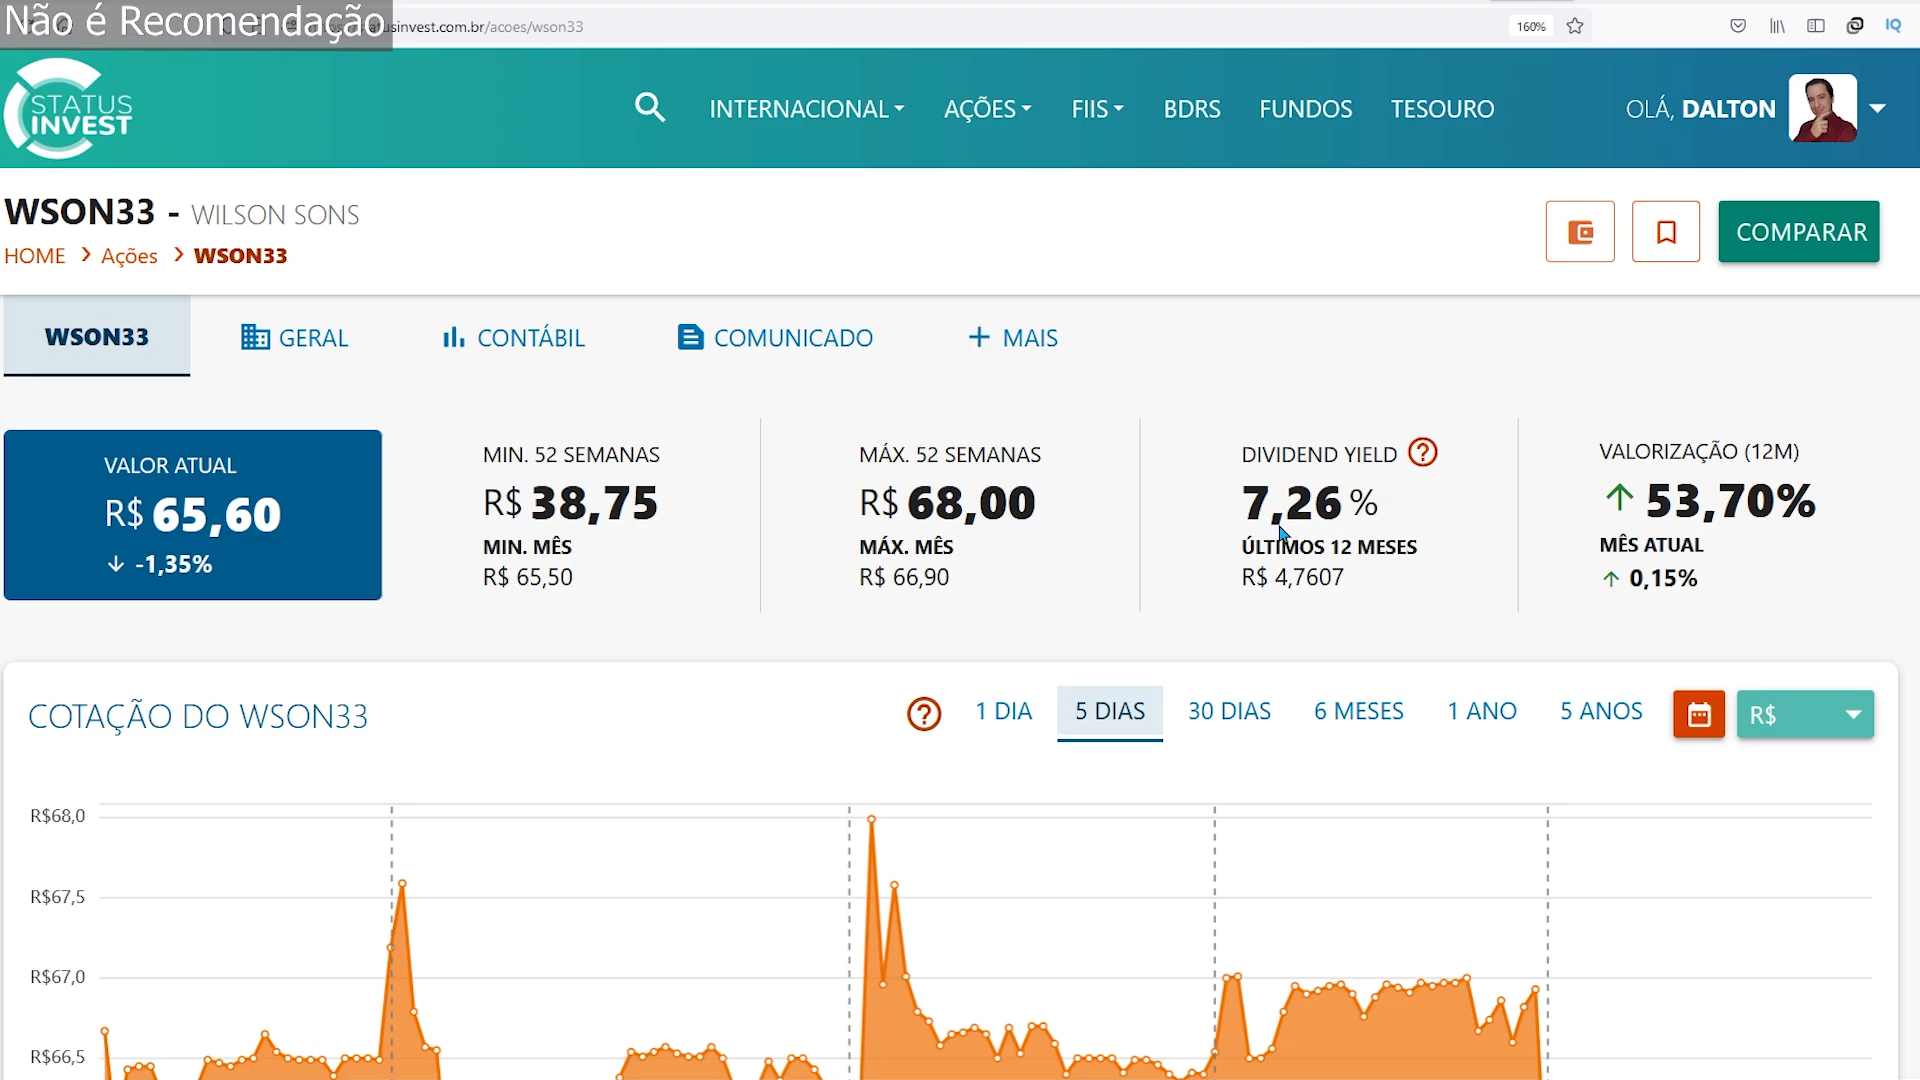 Não é Recomendação
usinvest.com.br/acoes/wson33
160%
IQ
STATUS
INVEST
INTERNACIONAL
AÇÕES
FIIS
BDRS
FUNDOS
TESOURO
OLÁ, DALTON
WSON33 - WILSON SONS
HOME > Ações > WSON33
COMPARAR
WSON33
GERAL
CONTÁBIL
COMUNICADO
+ MAIS
VALOR ATUAL
R$ 65,60
-1,35%
MIN. 52 SEMANAS
R$ 38,75
MIN. MÊS
R$ 65,50
MÁX. 52 SEMANAS
R$ 68,00
MÁX. MÊS
R$ 66,90
DIVIDEND YIELD ?
7,26 %
ÚLTIMOS 12 MESES
R$ 4,7607
VALORIZAÇÃO (12M)
53,70%
MÊS ATUAL
0,15%
COTAÇÃO DO WSON33
?
1 DIA
5 DIAS
30 DIAS
6 MESES
1 ANO
5 ANOS
R$
R$68,0
R$67,5
R$67,0
R$66,5